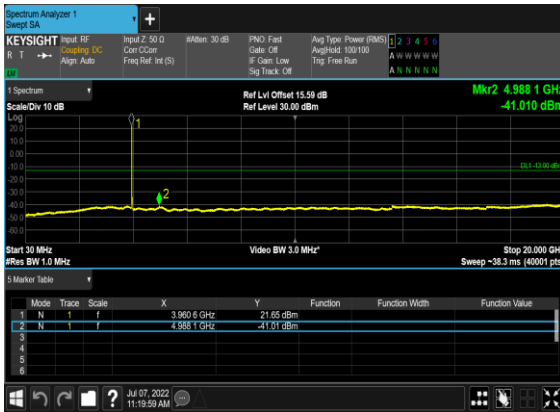 Spectrum Analyzer 1
Swept SA
+
KEYSIGHT
R T
LXI
Input: RF
Coupling: DC
Align: Auto
Input Z: 50 Ω
Corr CCorr
Freq Ref: Int (S)
#Atten: 30 dB
PNO: Fast
Gate: Off
IF Gain: Low
Sig Track: Off
Avg Type: Power (RMS)
Avg|Hold: 100/100
Trig: Free Run
1 2 3 4 5 6
A W W W W W
A N N N N N
1 Spectrum
Scale/Div 10 dB
Ref Lvl Offset 15.59 dB
Ref Level 30.00 dBm
Mkr2 4.988 1 GHz
-41.010 dBm
Log
20.0
10.0
0.00
-10.0
-20.0
-30.0
-40.0
-50.0
-60.0
1
2
DL1 -13.00 dBm
Start 30 MHz
#Res BW 1.0 MHz
Video BW 3.0 MHz*
Stop 20.000 GHz
Sweep ~38.3 ms (40001 pts)
5 Marker Table
Mode Trace Scale X Y Function Function Width Function Value
1 N 1 f 3.960 6 GHz 21.65 dBm
2 N 1 f 4.988 1 GHz -41.01 dBm
3
4
5
6
?
Jul 07, 2022
11:19:59 AM